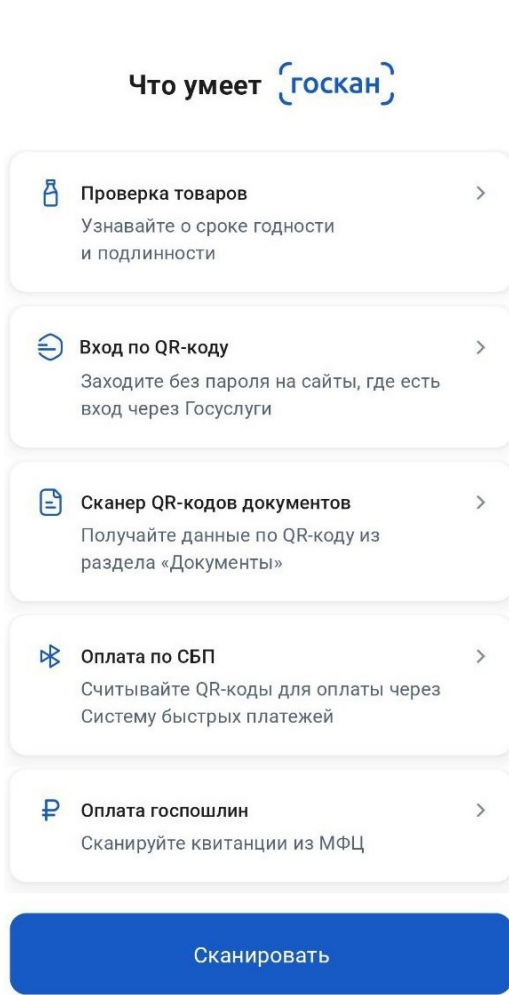 Что умеет госкан
Проверка товаров
Узнавайте о сроке годности
и подлинности
Вход по QR-коду
Заходите без пароля на сайты, где есть
вход через Госуслуги
Сканер QR-кодов документов
Получайте данные по QR-коду из
раздела «Документы»
Оплата по СБП
Считывайте QR-коды для оплаты через
Систему быстрых платежей
Оплата госпошлин
Сканируйте квитанции из МФЦ
Сканировать